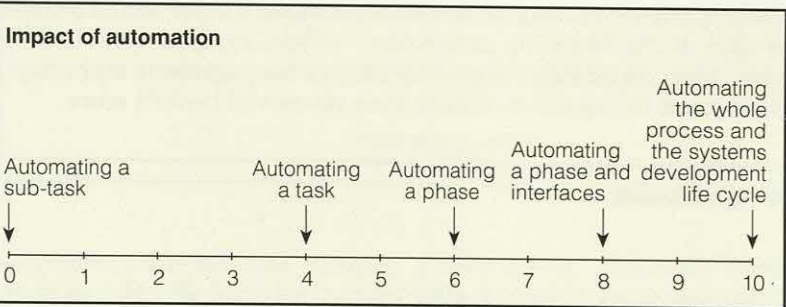 Impact of automation
Automating a
sub-task
Automating
a task
Automating
a phase
Automating
a phase and
interfaces
Automating
the whole
process and
the systems
development
life cycle
0 1 2 3 4 5 6 7 8 9 10